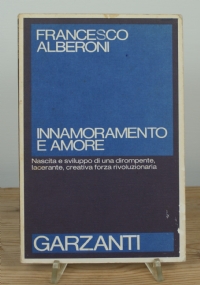 FRANCESCO
ALBERONI
INNAMORAMENTO
E AMORE
Nascita e sviluppo di una dirompente,
lacerante, creativa forza rivoluzionaria
GARZANTI